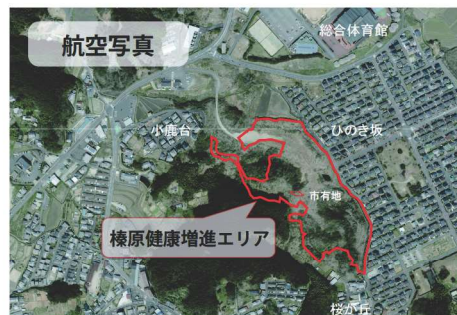 航空写真
総合体育館
小鹿台
ひのき坂
市有地
榛原健康増進エリア
桜が丘